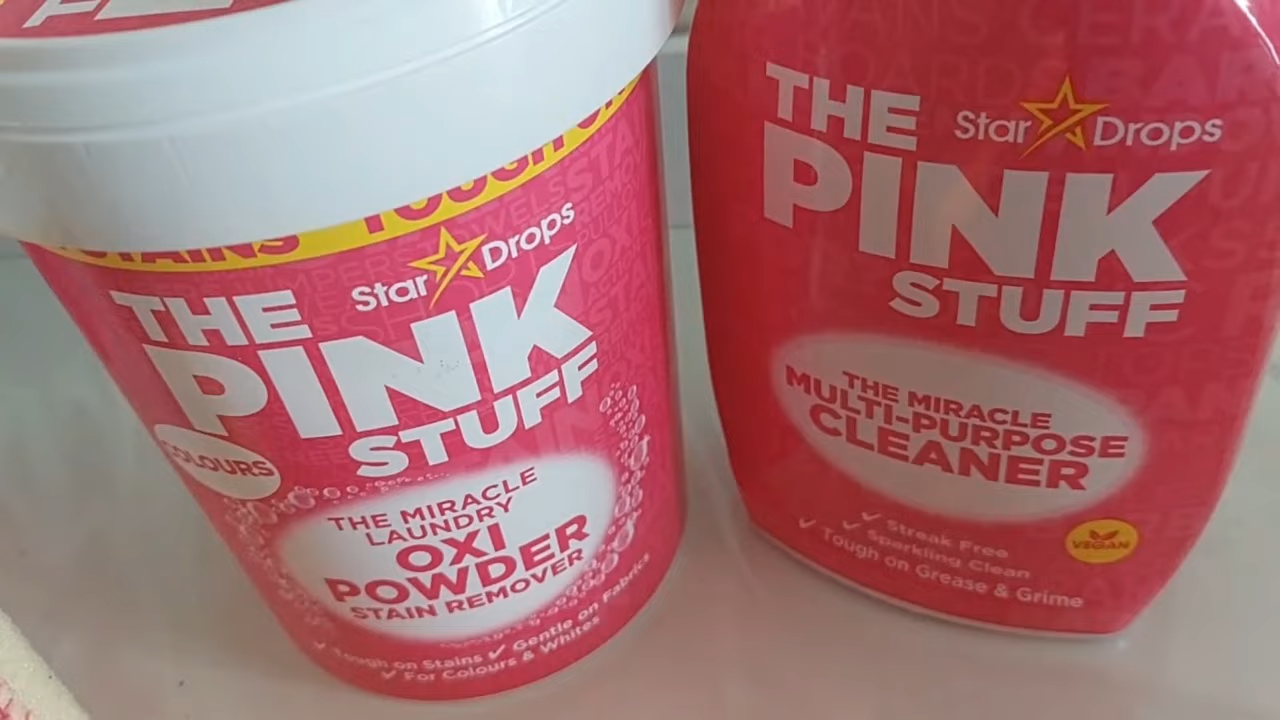 STAINS TOUGH ON
Star Drops
THE
PINK
STUFF
COLOURS
THE MIRACLE
LAUNDRY
OXI
POWDER
STAIN REMOVER
✓ Tough on Stains ✓ Gentle on Fabrics
✓ For Colours & Whites
THE
Star Drops
PINK
STUFF
THE MIRACLE
MULTI-PURPOSE
CLEANER
✓ Streak Free
✓ Sparkling Clean
✓ Tough on Grease & Grime
VEGAN